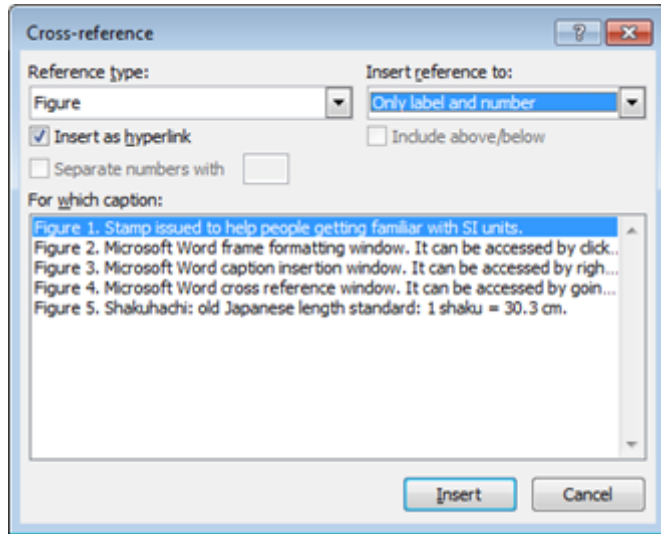 Cross-reference
Reference type:
Insert reference to:
Figure
Only label and number
Insert as hyperlink
Include above/below
Separate numbers with
For which caption:
Figure 1. Stamp issued to help people getting familiar with SI units.
Figure 2. Microsoft Word frame formatting window. It can be accessed by click...
Figure 3. Microsoft Word caption insertion window. It can be accessed by righ...
Figure 4. Microsoft Word cross reference window. It can be accessed by goin...
Figure 5. Shakuhachi: old Japanese length standard: 1 shaku = 30.3 cm.
Insert
Cancel